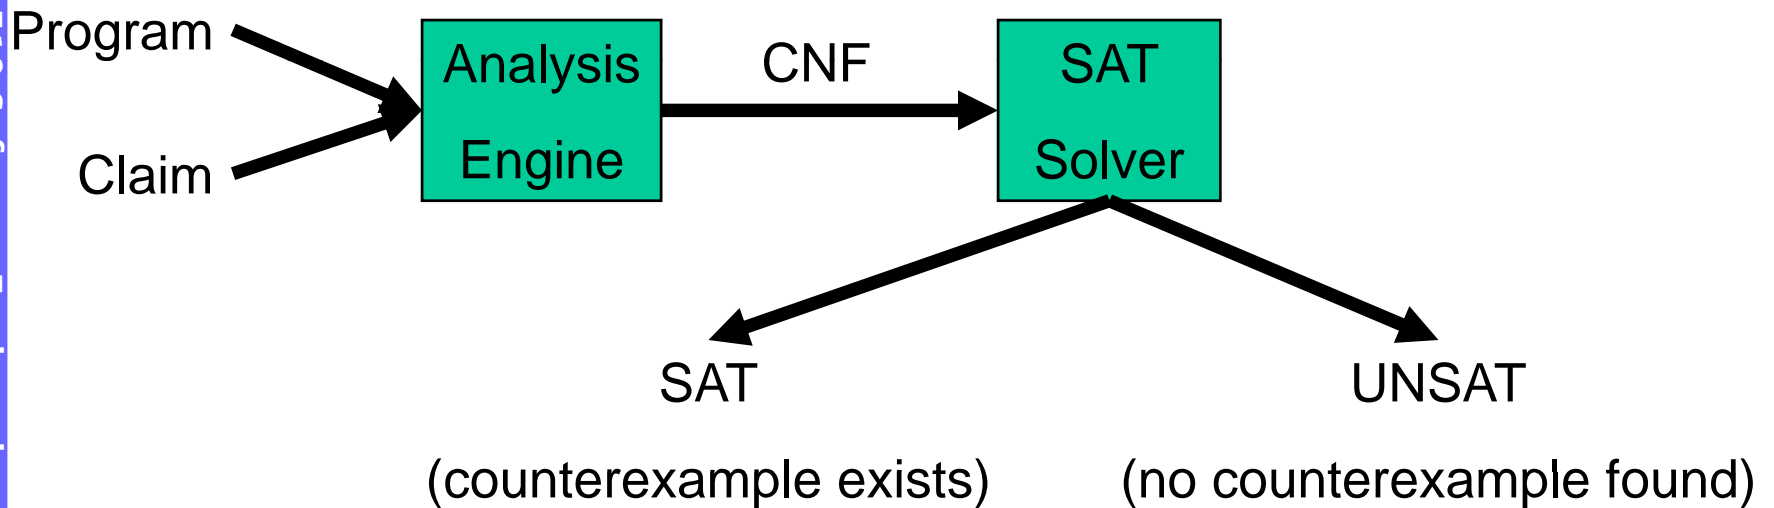 Program
Claim
Analysis
Engine
CNF
SAT
Solver
SAT
(counterexample exists)
UNSAT
(no counterexample found)